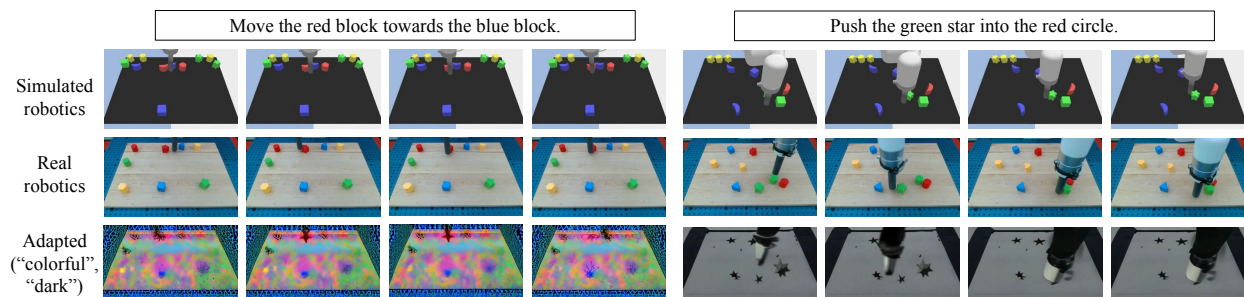 Move the red block towards the blue block.
Push the green star into the red circle.
Simulated
robotics
Real
robotics
Adapted
(“colorful”,
“dark”)